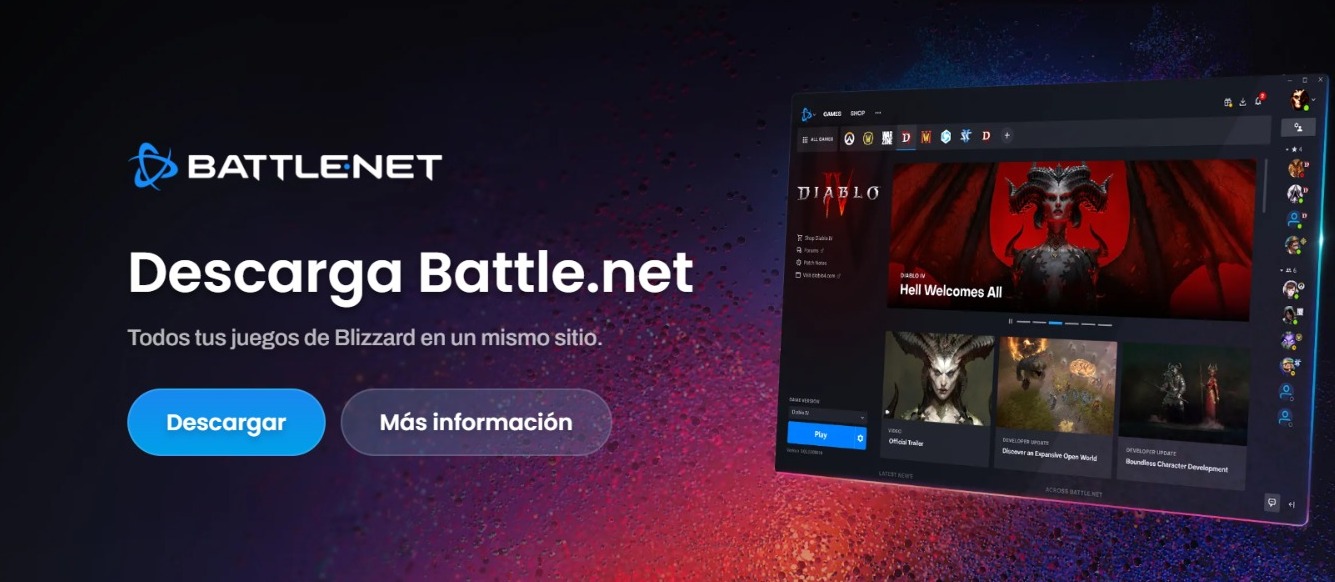 BATTLE.NET
Descarga Battle.net
Todos tus juegos de Blizzard en un mismo sitio.
Descargar
Más información
GAMES SHOP
2
ALL GAMES
DIABLO
IV
Shop Diablo IV
Forums
Patch Notes
DIABLO IV
Hell Welcomes All
GAME VERSION
Diablo IV
Play
VIDEO
Official Trailer
DEVELOPER UPDATE
Discover an Expansive Open World
DEVELOPER UPDATE
Boundless Character Development
LATEST NEWS
ACROSS BATTLE.NET